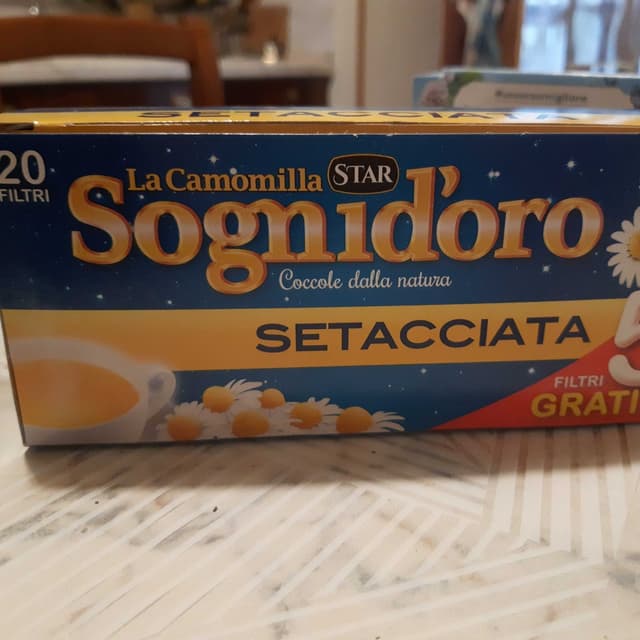 SETACCIATA
20
FILTRI
La Camomilla STAR
Sognid'oro
Coccole dalla natura
SETACCIATA
FILTRI
GRATI